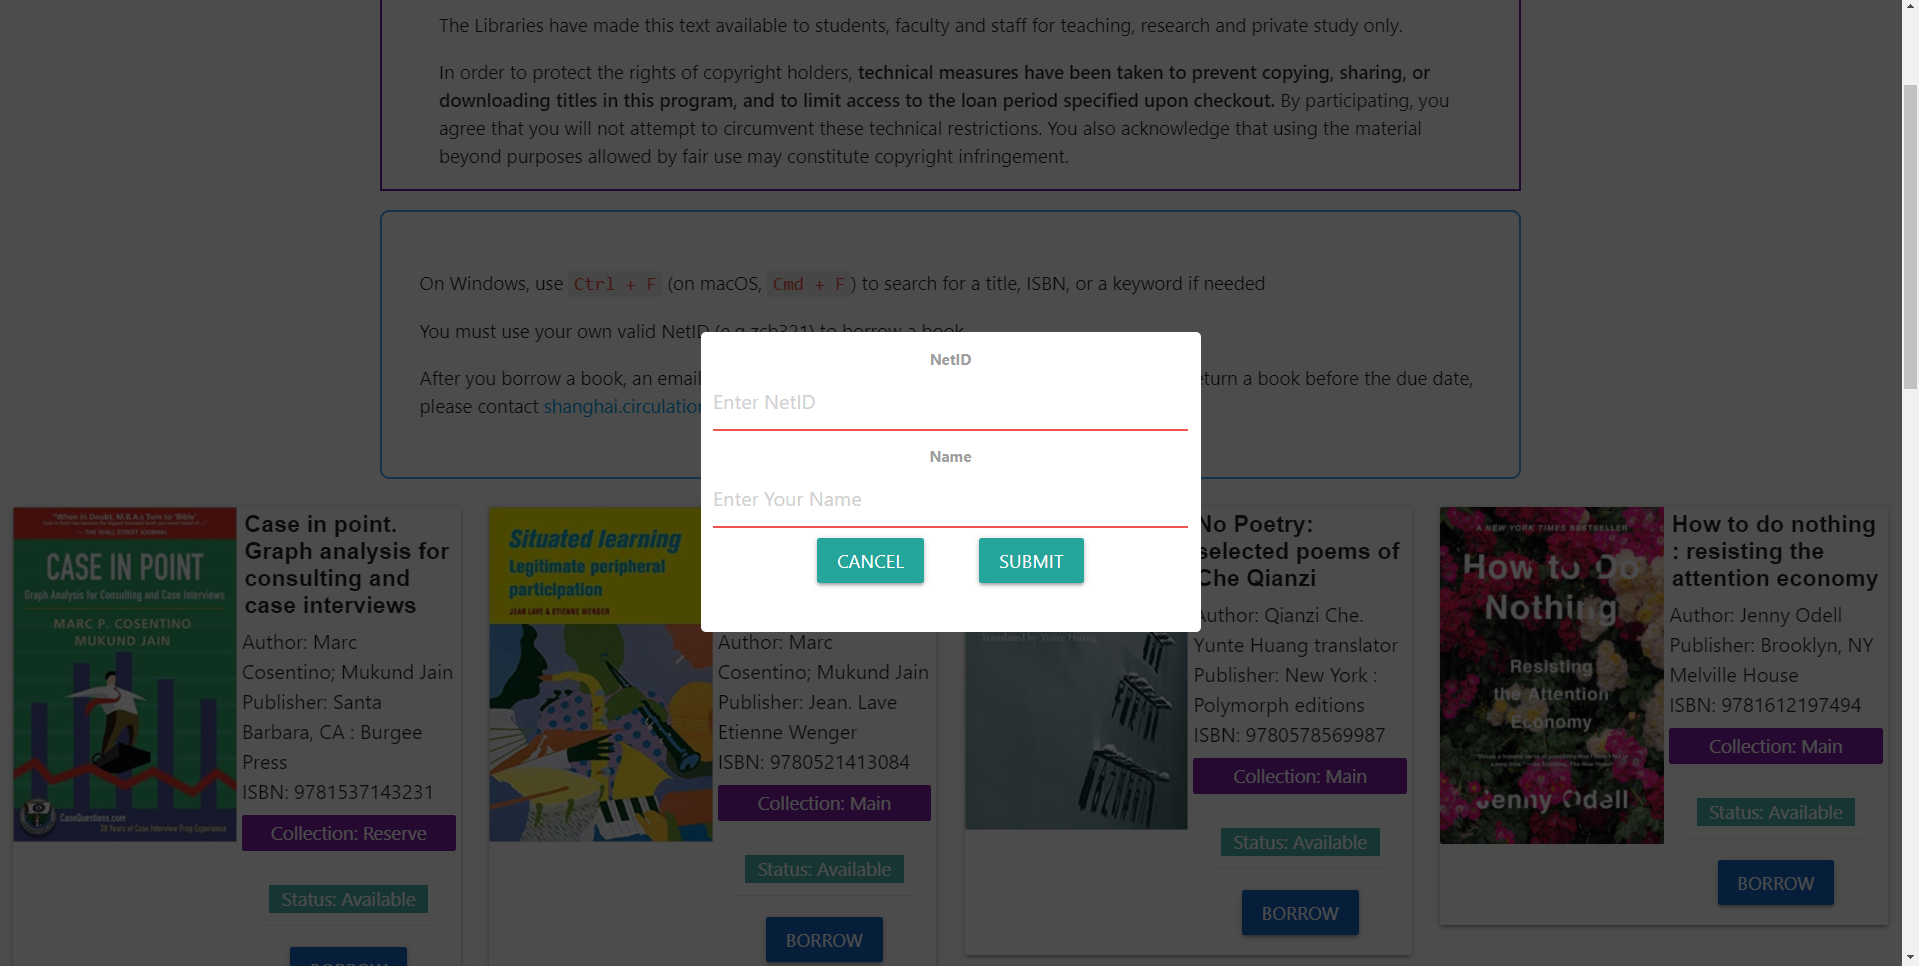 The Libraries have made this text available to students, faculty and staff for teaching, research and private study only.
In order to protect the rights of copyright holders, technical measures have been taken to prevent copying, sharing, or
downloading titles in this program, and to limit access to the loan period specified upon checkout. By participating, you
agree that you will not attempt to circumvent these technical restrictions. You also acknowledge that using the material
beyond purposes allowed by fair use may constitute copyright infringement.
On Windows, use Ctrl + F (on macOS, Cmd + F) to search for a title, ISBN, or a keyword if needed
You must use your own valid NetID (e.g zcb321) to borrow a book
After you borrow a book, an email
eturn a book before the due date,
please contact shanghai.circulation
NetID
Enter NetID
Name
Enter Your Name
CANCEL
SUBMIT
"When in Doubt, M.B.A.s Turn to 'Bible'
THE WALL STREET JOURNAL
CASE IN POINT
Graph Analysis for Consulting and Case Interviews
MARC P. COSENTINO
MUKUND JAIN
CaseQuestions.com
20 Years of Case Interview Prep Experience
Case in point.
Graph analysis for
consulting and
case interviews
Author: Marc
Cosentino; Mukund Jain
Publisher: Santa
Barbara, CA : Burgee
Press
ISBN: 9781537143231
Collection: Reserve
Status: Available
BORROW
Situated learning
Legitimate peripheral
participation
JEAN LAVE & ETIENNE WENGER
Author: Marc
Cosentino; Mukund Jain
Publisher: Jean. Lave
Etienne Wenger
ISBN: 9780521413084
Collection: Main
Status: Available
BORROW
Translated by Yunte Huang
No Poetry:
selected poems of
Che Qianzi
Author: Qianzi Che.
Yunte Huang translator
Publisher: New York :
Polymorph editions
ISBN: 9780578569987
Collection: Main
Status: Available
BORROW
A NEW YORK TIMES BESTSELLER
How to Do
Nothing
Resisting
the Attention
Economy
Jenny Odell
How to do nothing
: resisting the
attention economy
Author: Jenny Odell
Publisher: Brooklyn, NY
Melville House
ISBN: 9781612197494
Collection: Main
Status: Available
BORROW